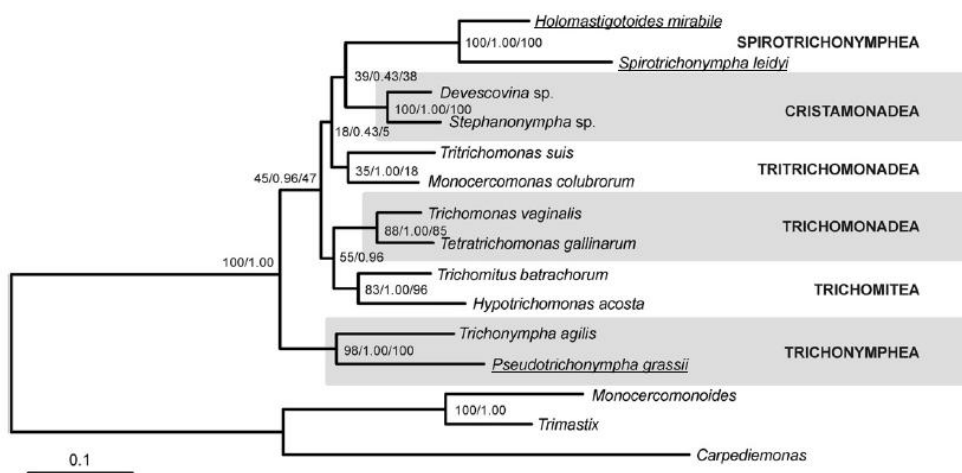 Holomastigotoides mirabile
100/1.00/100
SPIROTRICHONYMPHEA
Spirotrichonympha leidyi
39/0.43/38
Devescovina sp.
100/1.00/100
CRISTAMONADEA
Stephanonympha sp.
18/0.43/5
Tritrichomonas suis
35/1.00/18
TRITRICHOMONADEA
Monocercomonas colubrorum
45/0.96/47
Trichomonas vaginalis
88/1.00/85
TRICHOMONADEA
Tetratrichomonas gallinarum
55/0.96
100/1.00
Trichomitus batrachorum
83/1.00/96
TRICHOMITEA
Hypotrichomonas acosta
Trichonympha agilis
98/1.00/100
TRICHONYMPHEA
Pseudotrichonympha grassii
Monocercomonoides
100/1.00
Trimastix
Carpediemonas
0.1